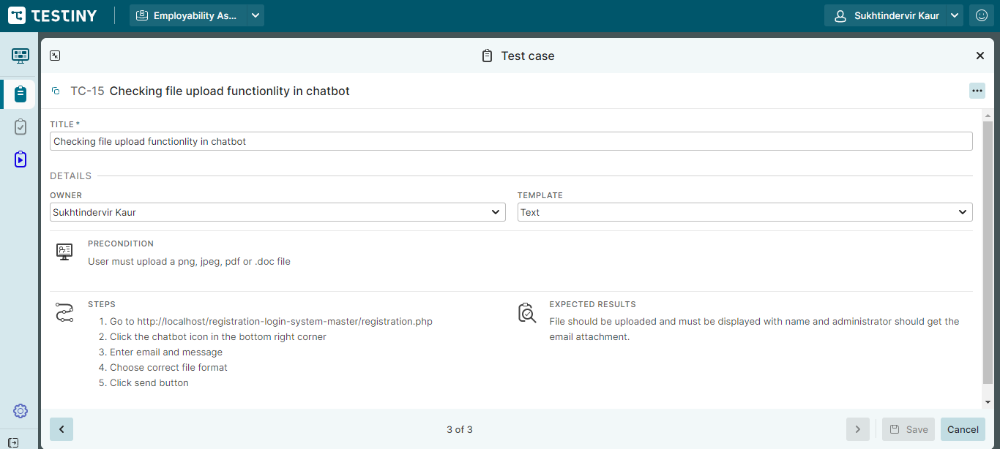 TESTINY
Employability As...
Sukhtindervir Kaur
Test case
TC-15 Checking file upload functionlity in chatbot
TITLE *
Checking file upload functionlity in chatbot
DETAILS
OWNER
TEMPLATE
Sukhtindervir Kaur
Text
PRECONDITION
User must upload a png, jpeg, pdf or .doc file
STEPS
1. Go to http://localhost/registration-login-system-master/registration.php
2. Click the chatbot icon in the bottom right corner
3. Enter email and message
4. Choose correct file format
5. Click send button
EXPECTED RESULTS
File should be uploaded and must be displayed with name and administrator should get the
email attachment.
3 of 3
Save
Cancel